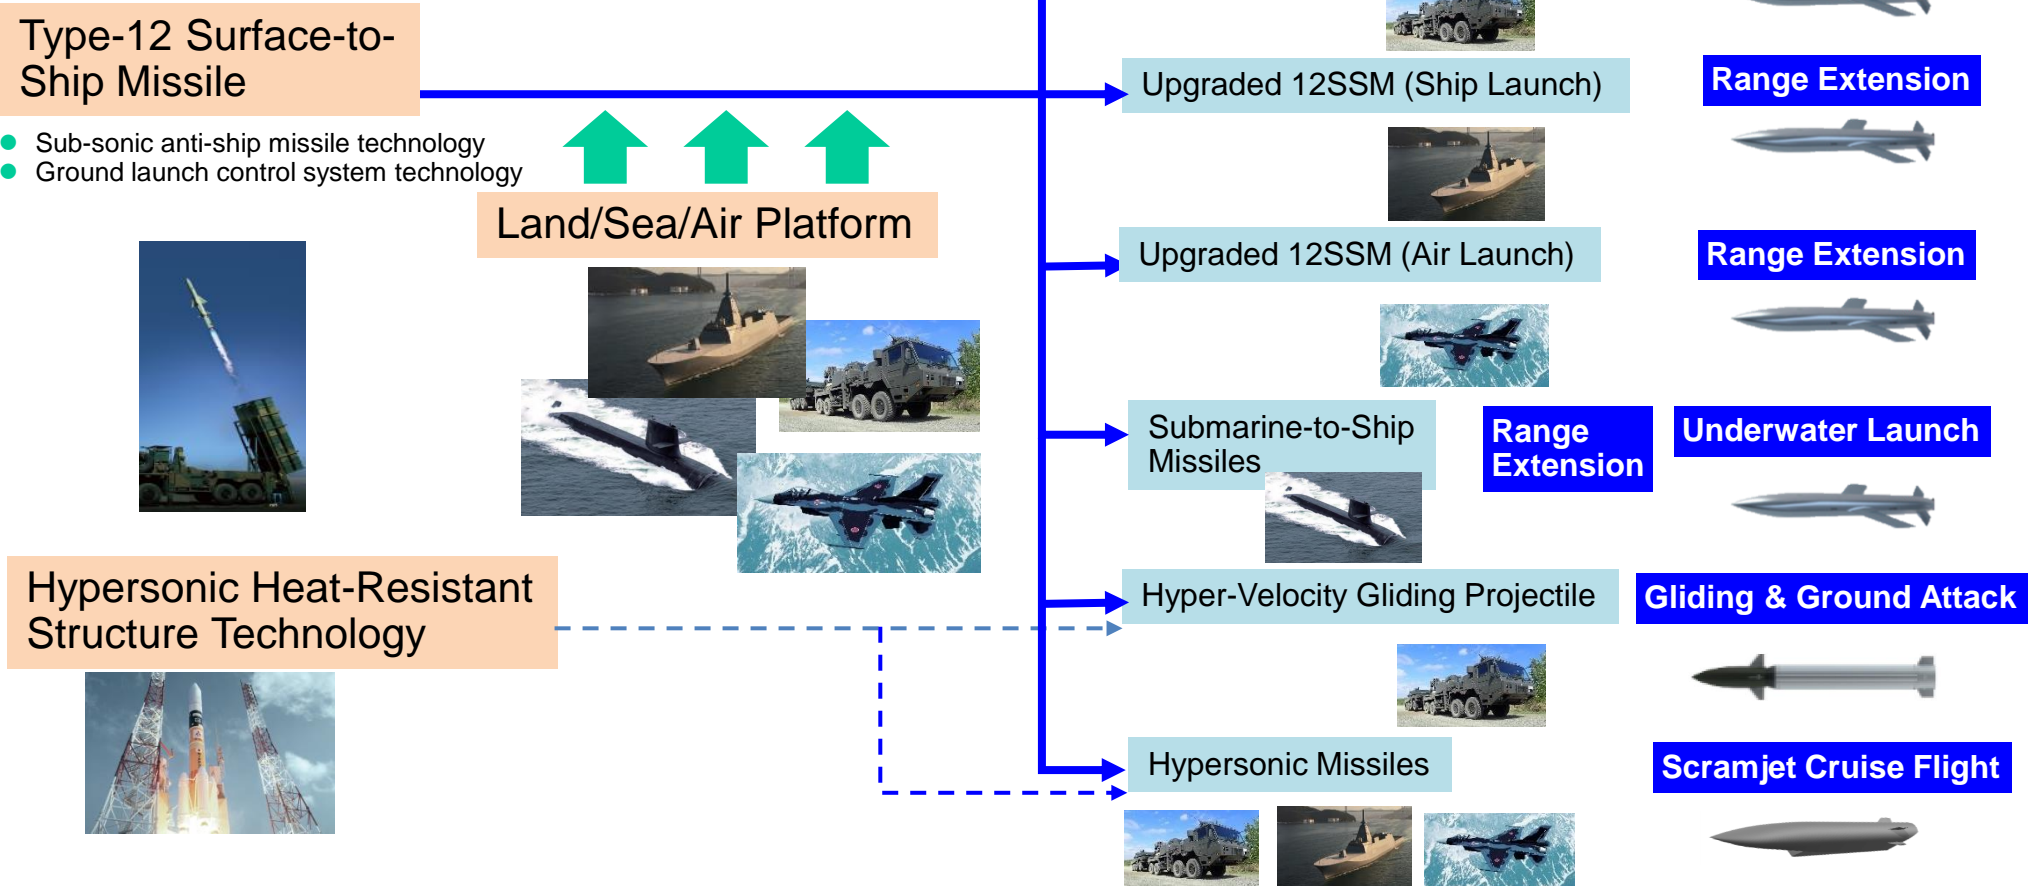 Type-12 Surface-to-
Ship Missile
Sub-sonic anti-ship missile technology
Ground launch control system technology
Land/Sea/Air Platform
Hypersonic Heat-Resistant
Structure Technology
Upgraded 12SSM (Ship Launch)
Range Extension
Upgraded 12SSM (Air Launch)
Range Extension
Submarine-to-Ship
Missiles
Range
Extension
Underwater Launch
Hyper-Velocity Gliding Projectile
Gliding & Ground Attack
Hypersonic Missiles
Scramjet Cruise Flight